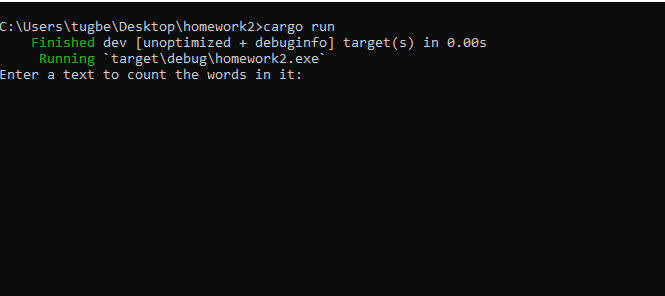 C:\Users\tugbe\Desktop\homework2>cargo run
    Finished dev [unoptimized + debuginfo] target(s) in 0.00s
     Running `target\debug\homework2.exe`
Enter a text to count the words in it: